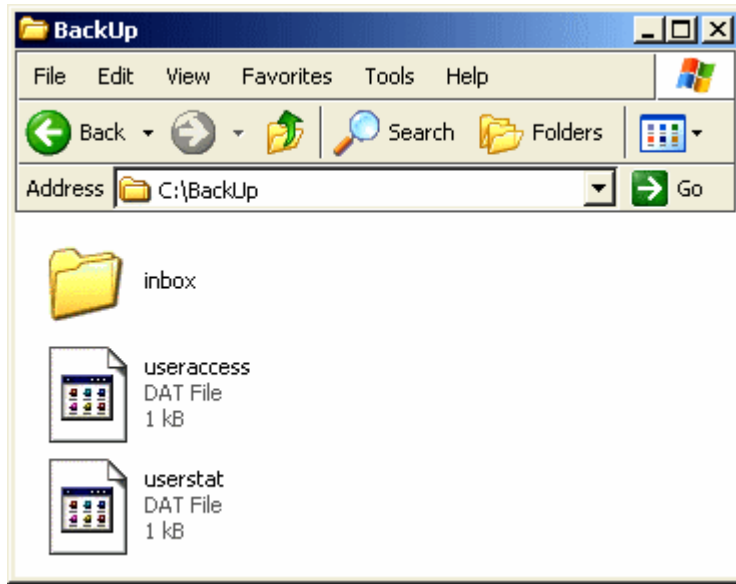 BackUp
File Edit View Favorites Tools Help
Back Search Folders
Address C:\BackUp Go
inbox
useraccess
DAT File
1 kB
userstat
DAT File
1 kB